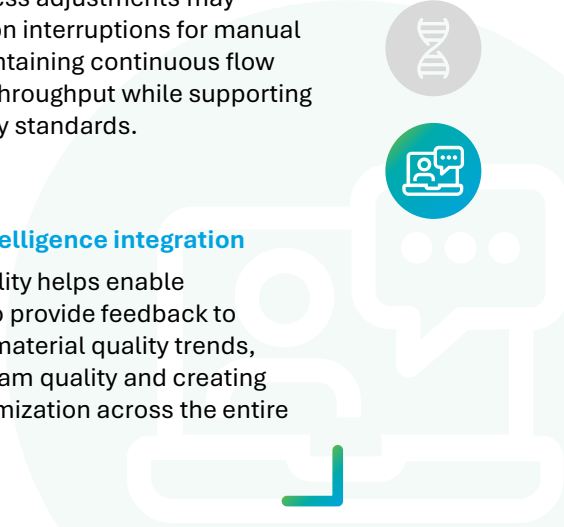 ess adjustments may
on interruptions for manual
ntaining continuous flow
hroughput while supporting
y standards.
elligence integration
lity helps enable
o provide feedback to
material quality trends,
am quality and creating
mization across the entire